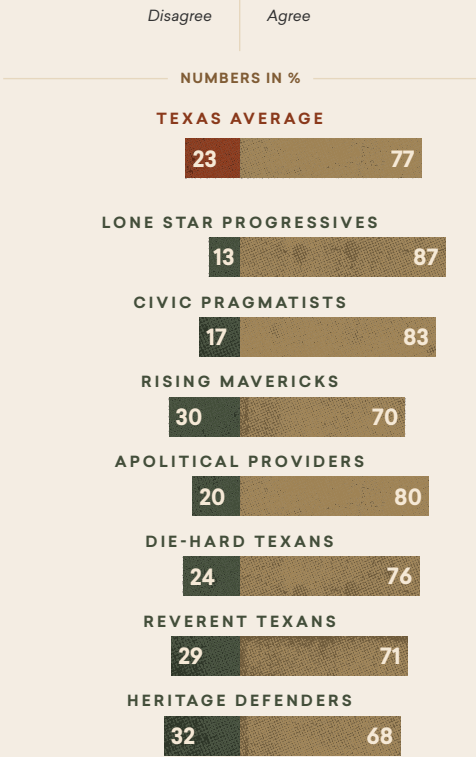 Disagree Agree
NUMBERS IN %
TEXAS AVERAGE
23 77
LONE STAR PROGRESSIVES
13 87
CIVIC PRAGMATISTS
17 83
RISING MAVERICKS
30 70
APOLITICAL PROVIDERS
20 80
DIE-HARD TEXANS
24 76
REVERENT TEXANS
29 71
HERITAGE DEFENDERS
32 68